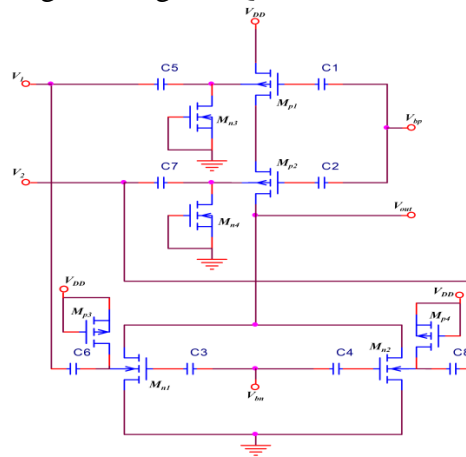 V_DD
V_1
C5
C1
M_p1
M_n3
V_bp
V_2
C7
M_p2
C2
M_n4
V_out
V_DD
M_p3
V_DD
M_p4
C6
C3
C4
M_n2
C8
M_n1
V_bn